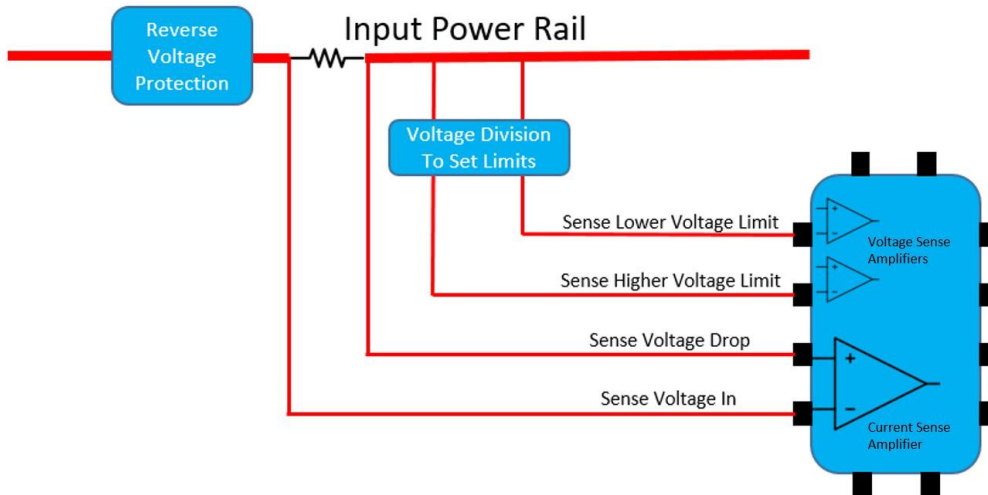 Reverse
Voltage
Protection
Input Power Rail
Voltage Division
To Set Limits
Sense Lower Voltage Limit
Sense Higher Voltage Limit
Sense Voltage Drop
Sense Voltage In
+
−
Voltage Sense
Amplifiers
+
−
+
−
Current Sense
Amplifier